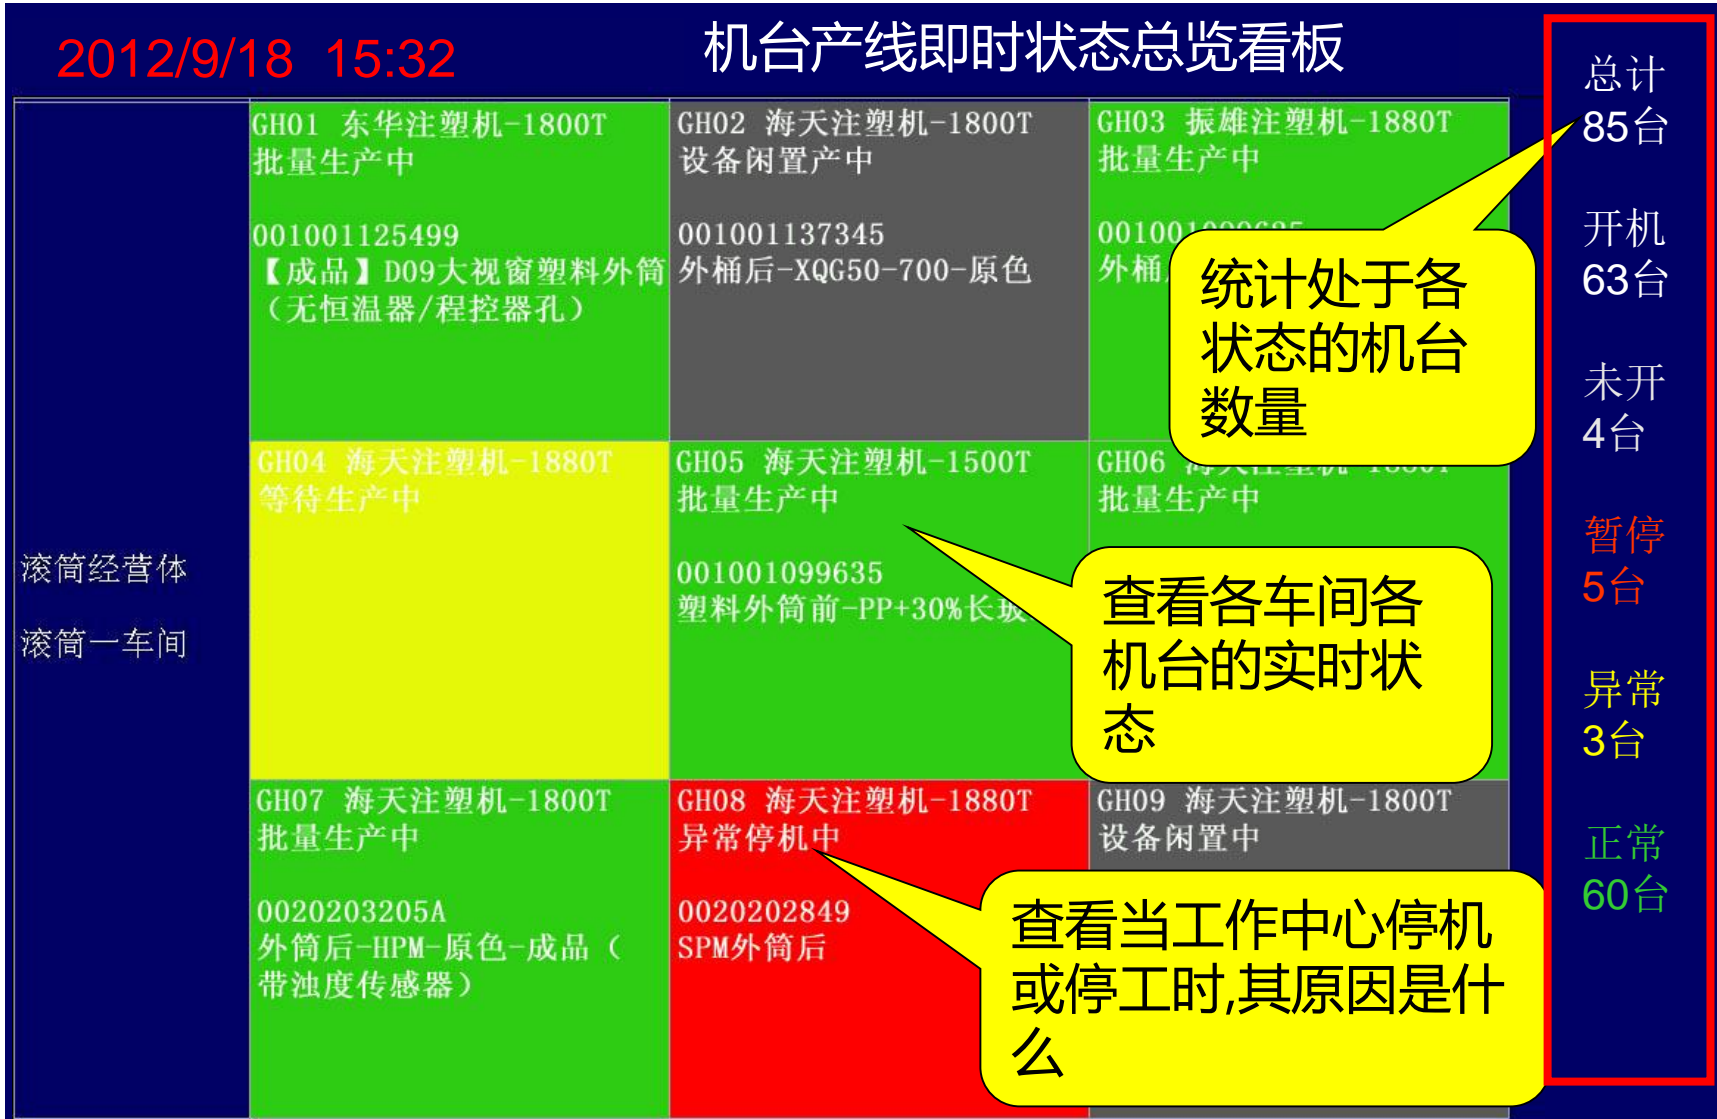 2012/9/18 15:32
机台产线即时状态总览看板
滚筒经营体
滚筒一车间
GH01 东华注塑机-1800T
批量生产中
001001125499
【成品】D09大视窗塑料外筒
（无恒温器/程控器孔）
GH02 海天注塑机-1800T
设备闲置产中
001001137345
外桶后-XQG50-700-原色
GH03 振雄注塑机-1880T
批量生产中
外桶
GH04 海天注塑机-1880T
等待生产中
GH05 海天注塑机-1500T
批量生产中
001001099635
塑料外筒前-PP+30%长玻
GH06
批量生产中
GH07 海天注塑机-1800T
批量生产中
0020203205A
外筒后-HPM-原色-成品（
带浊度传感器）
GH08 海天注塑机-1880T
异常停机中
0020202849
SPM外筒后
GH09 海天注塑机-1800T
设备闲置中
统计处于各
状态的机台
数量
查看各车间各
机台的实时状
态
查看当工作中心停机
或停工时,其原因是什
么
总计
85台
开机
63台
未开
4台
暂停
5台
异常
3台
正常
60台